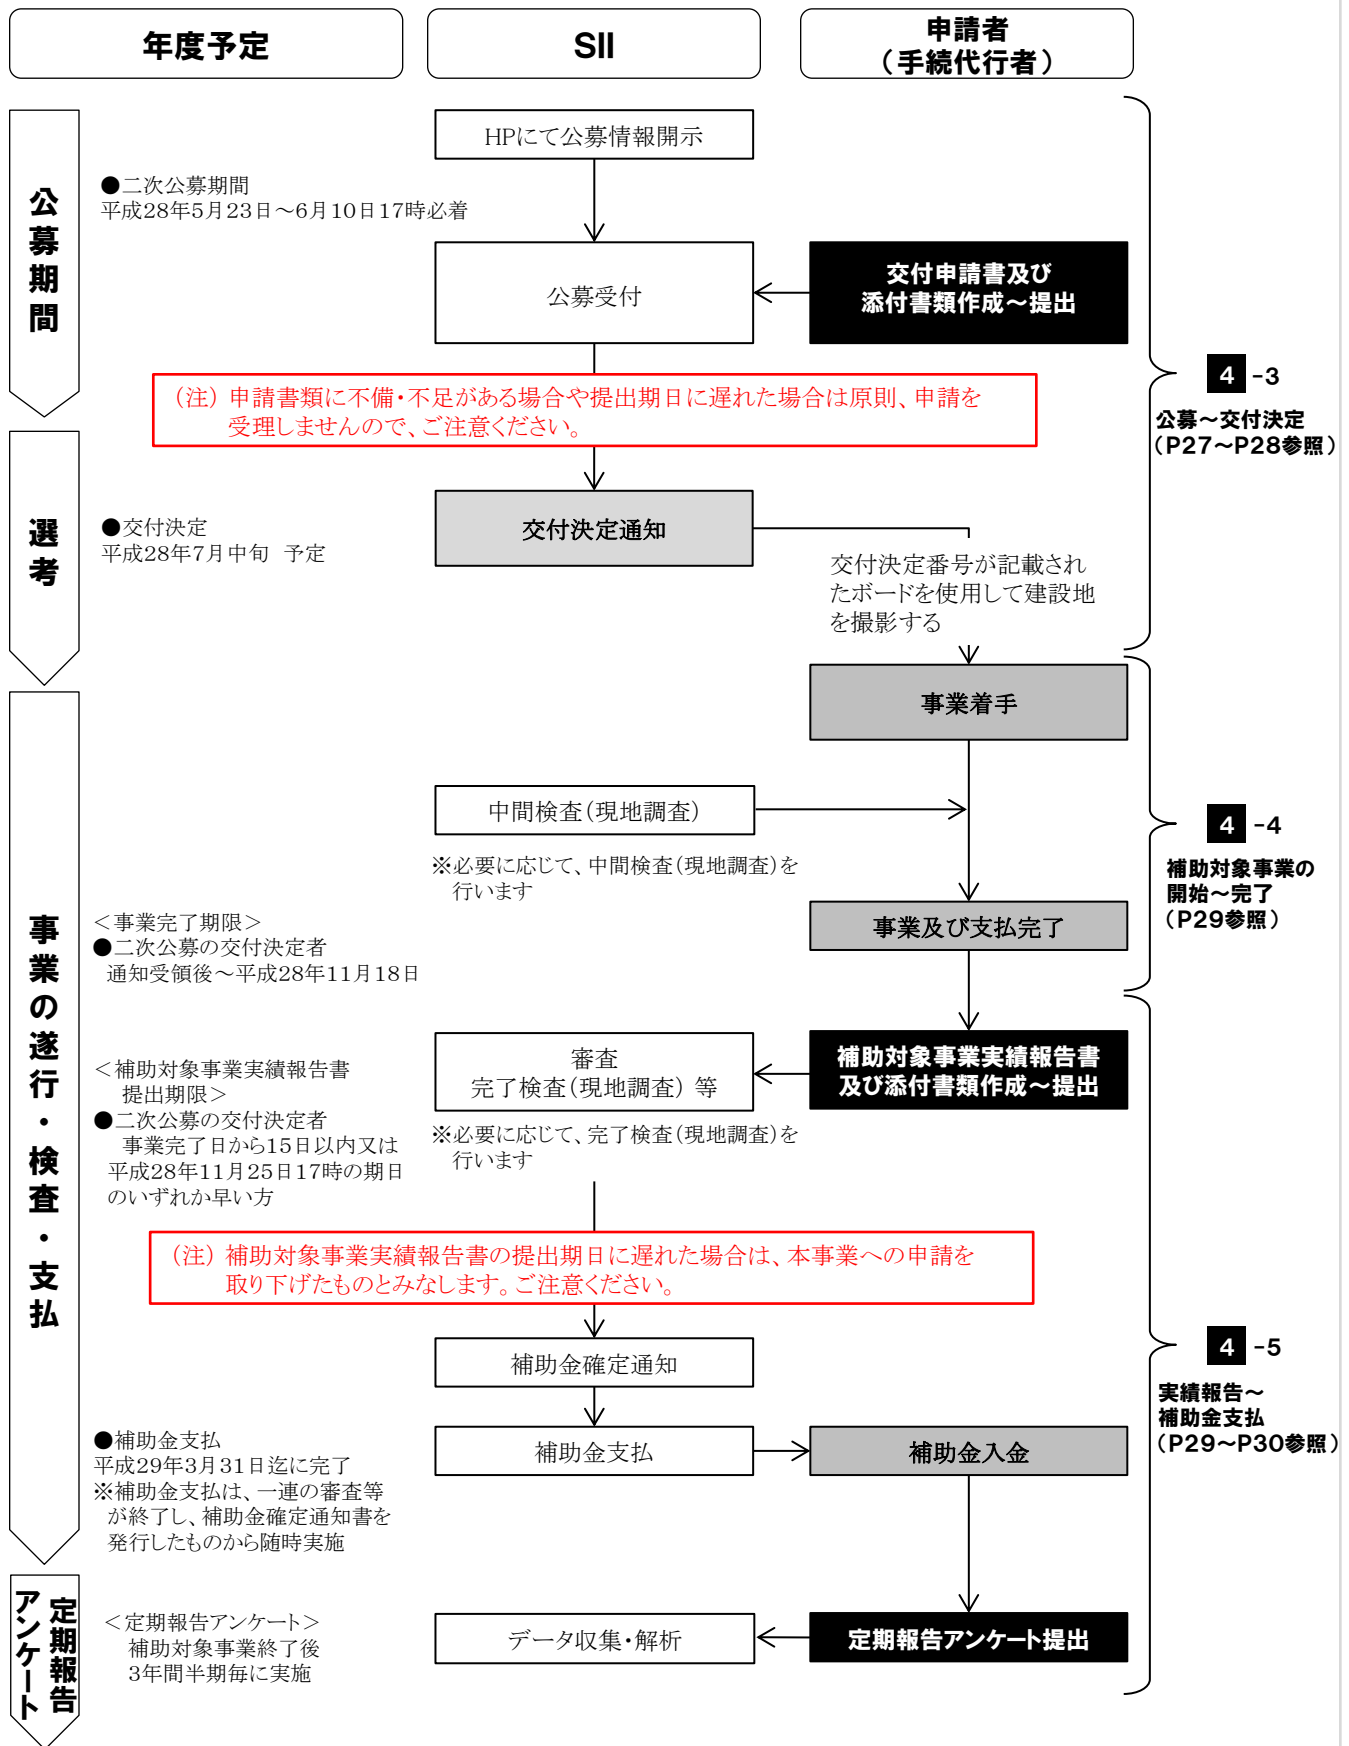 年度予定
SII
申請者
（手続代行者）
公募期間
HPにて公募情報開示
●二次公募期間
平成28年5月23日～6月10日17時必着
公募受付
交付申請書及び
添付書類作成～提出
（注）申請書類に不備・不足がある場合や提出期日に遅れた場合は原則、申請を
受理しませんので、ご注意ください。
4 -3
公募～交付決定
（P27～P28参照）
選考
●交付決定
平成28年7月中旬 予定
交付決定通知
交付決定番号が記載され
たボードを使用して建設地
を撮影する
事業の遂行・検査・支払
事業着手
中間検査（現地調査）
※必要に応じて、中間検査（現地調査）を
行います
4 -4
補助対象事業の
開始～完了
（P29参照）
＜事業完了期限＞
●二次公募の交付決定者
通知受領後～平成28年11月18日
事業及び支払完了
＜補助対象事業実績報告書
提出期限＞
●二次公募の交付決定者
事業完了日から15日以内又は
平成28年11月25日17時の期日
のいずれか早い方
審査
完了検査（現地調査）等
※必要に応じて、完了検査（現地調査）を
行います
補助対象事業実績報告書
及び添付書類作成～提出
（注）補助対象事業実績報告書の提出期日に遅れた場合は、本事業への申請を
取り下げたものとみなします。ご注意ください。
補助金確定通知
4 -5
実績報告～
補助金支払
（P29～P30参照）
●補助金支払
平成29年3月31日迄に完了
※補助金支払は、一連の審査等
が終了し、補助金確定通知書を
発行したものから随時実施
補助金支払
補助金入金
定期報告
アンケート
＜定期報告アンケート＞
補助対象事業終了後
3年間半期毎に実施
データ収集・解析
定期報告アンケート提出